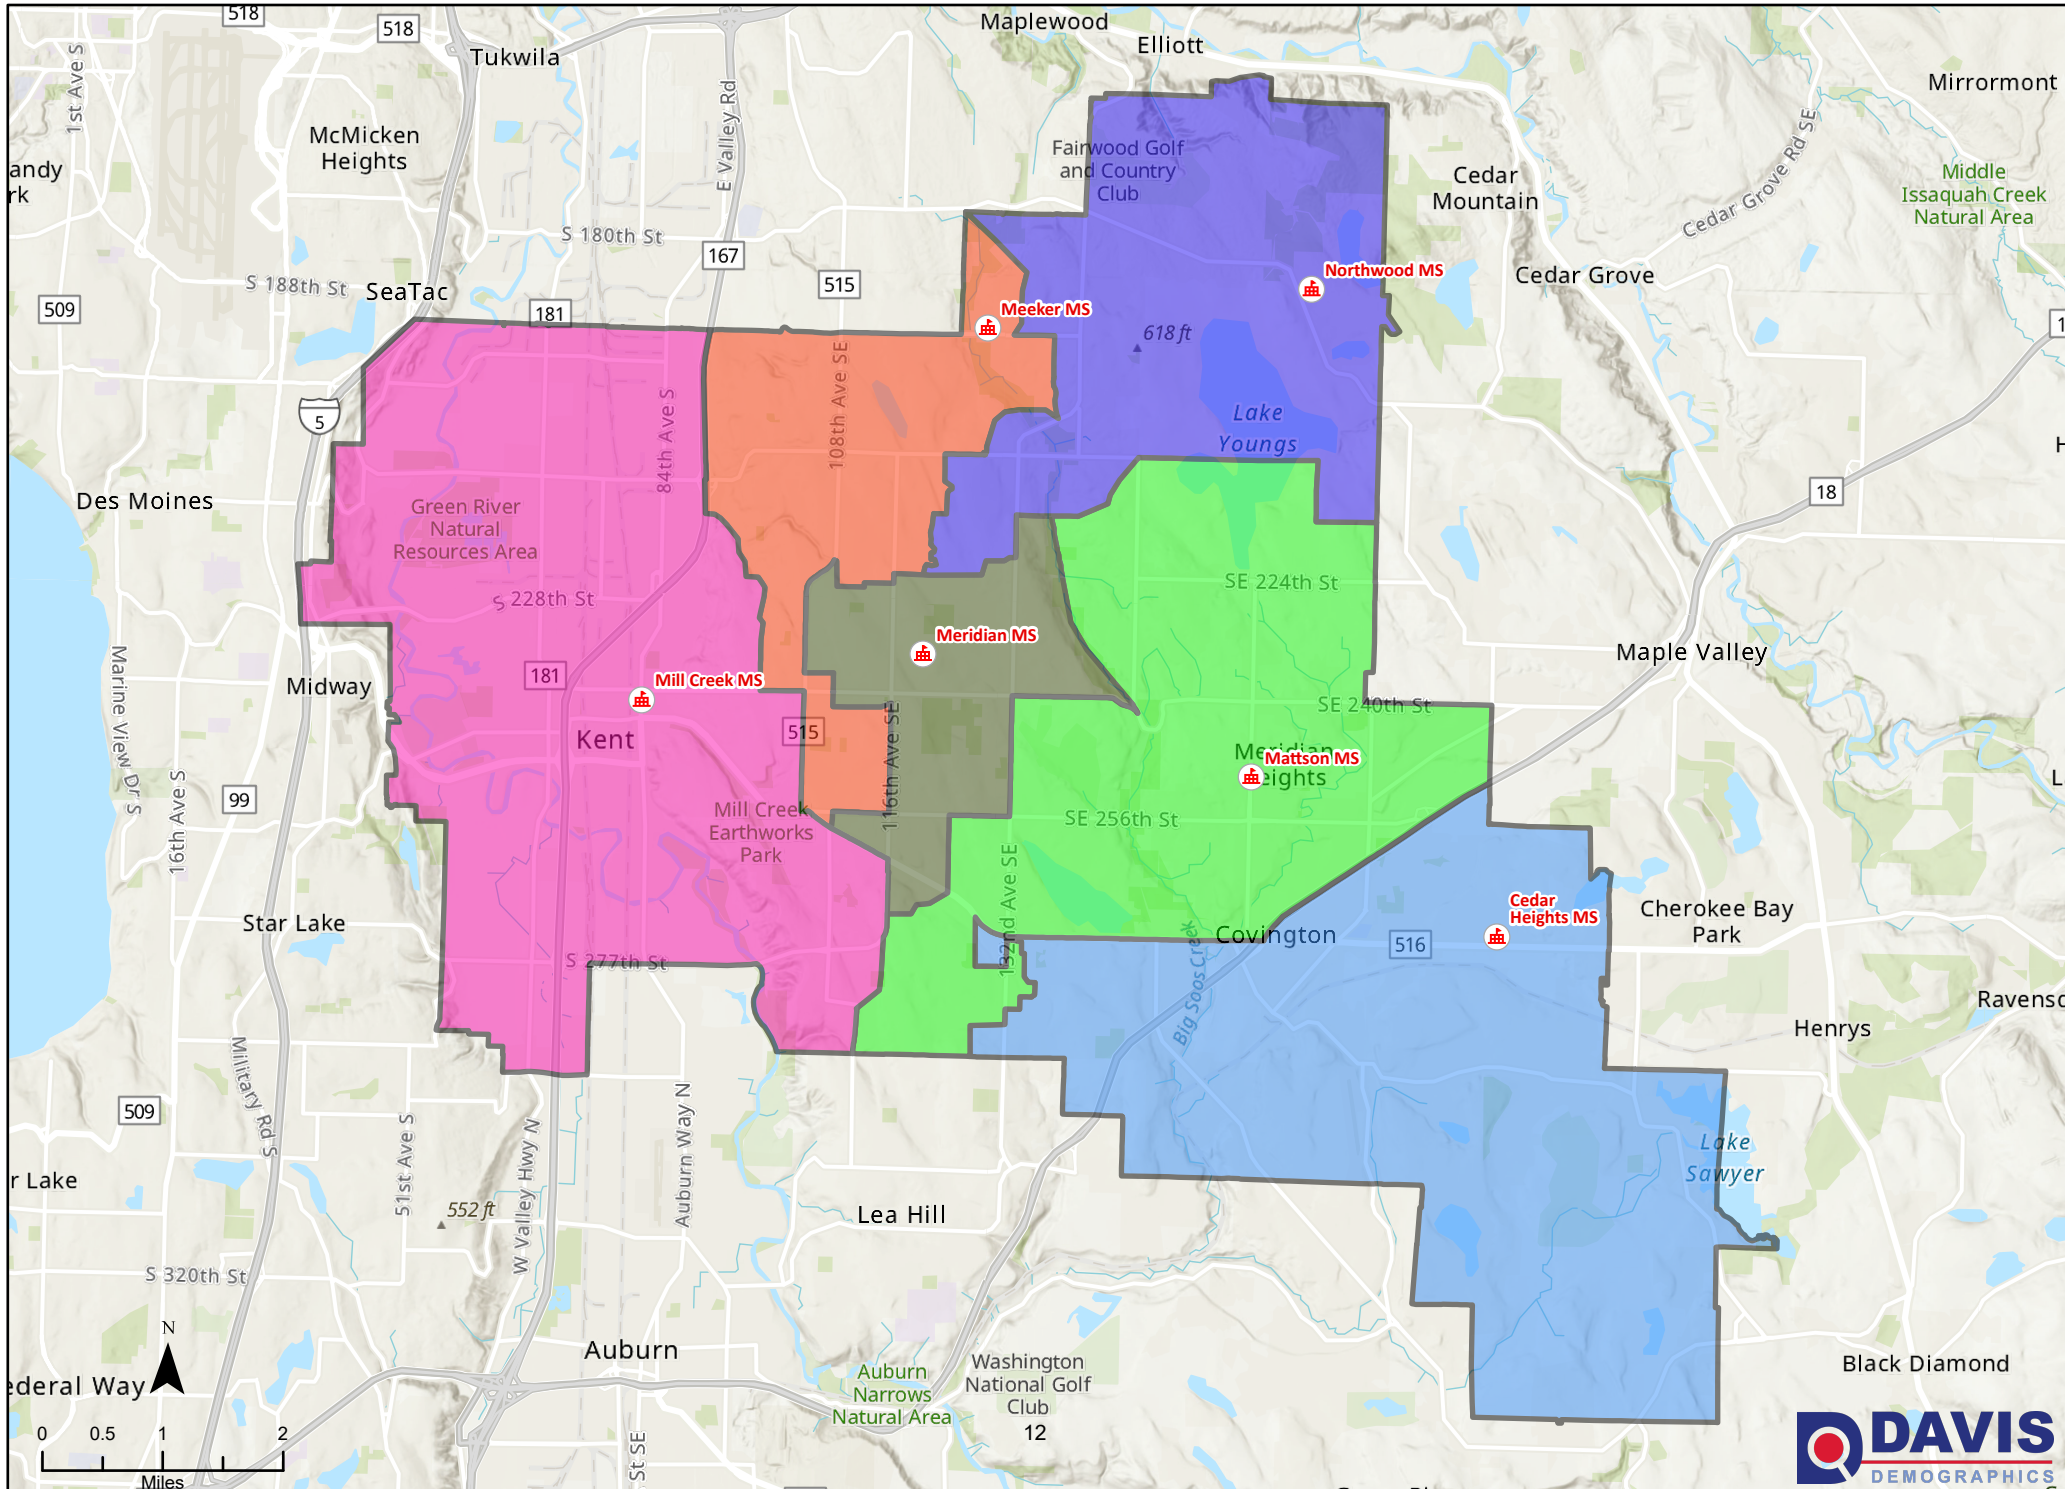 518
518
Tukwila
Maplewood
Elliott
Mirrormont
1st Ave S
McMicken
Heights
E Valley Rd
Fairwood Golf
and Country
Club
Cedar
Mountain
Cedar Grove Rd SE
Middle
Issaquah Creek
Natural Area
andy
rk
S 180th St
167
S 188th St
SeaTac
515
Northwood MS
Cedar Grove
509
181
Meeker MS
618 ft
5
84th Ave S
108th Ave SE
Lake
Youngs
18
Des Moines
Green River
Natural
Resources Area
S 228th St
SE 224th St
Meridian MS
Maple Valley
Marine View Dr S
Midway
181
Mill Creek MS
SE 240th St
515
116th Ave SE
Kent
Meridian
Heights
Mattson MS
99
16th Ave S
Mill Creek
Earthworks
Park
SE 256th St
132nd Ave SE
Star Lake
Cedar
Heights MS
Cherokee Bay
Park
Covington
516
S 277th St
Big Soos Creek
Ravensd
Henrys
Military Rd S
509
51st Ave S
W Valley Hwy N
Auburn Way N
Lake
Sawyer
r Lake
552 ft
Lea Hill
S 320th St
N
Auburn
Auburn
Narrows
Natural Area
Washington
National Golf
Club
12
Black Diamond
ederal Way
0 0.5 1 2
Miles
St SE
DAVIS
DEMOGRAPHICS